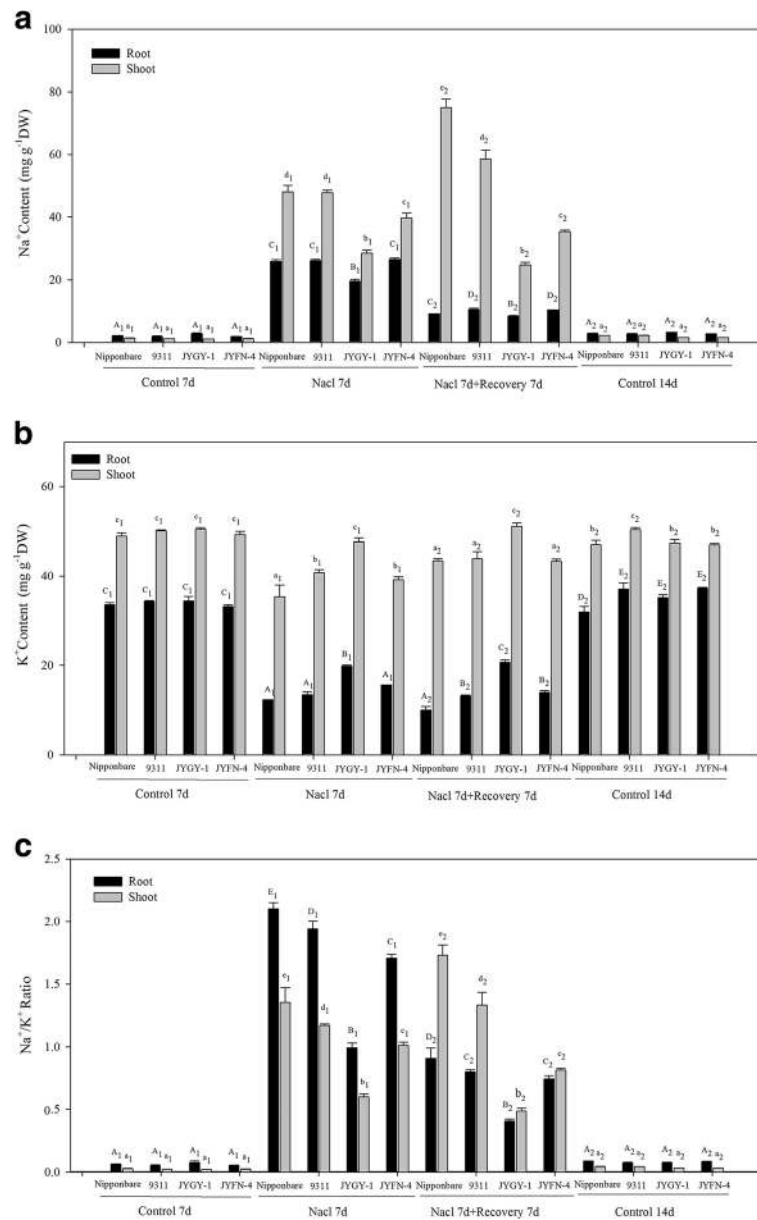 a
100
80
60
40
20
0
Na⁺Content (mg g⁻¹DW)
Root
Shoot
A₁ a₁ A₁ a₁ A₁ a₁ A₁ a₁
C₁ d₁ C₁ d₁ B₁ b₁ C₁ c₁
C₂ e₂ D₂ d₂ B₂ b₂ D₂ c₂
A₂ a₂ A₂ a₂ A₂ a₂ A₂ a₂
Nipponbare 9311 JYGY-1 JYFN-4 Nipponbare 9311 JYGY-1 JYFN-4 Nipponbare 9311 JYGY-1 JYFN-4 Nipponbare 9311 JYGY-1 JYFN-4
Control 7d Nacl 7d Nacl 7d+Recovery 7d Control 14d
b
60
40
20
0
K⁺Content (mg g⁻¹DW)
Root
Shoot
C₁ c₁ C₁ c₁ C₁ c₁ C₁ c₁
A₁ a₁ A₁ b₁ B₁ c₁ A₁ b₁
A₂ a₂ B₂ a₂ C₂ c₂ B₂ a₂
D₂ b₂ E₂ c₂ E₂ b₂ E₂ b₂
Nipponbare 9311 JYGY-1 JYFN-4 Nipponbare 9311 JYGY-1 JYFN-4 Nipponbare 9311 JYGY-1 JYFN-4 Nipponbare 9311 JYGY-1 JYFN-4
Control 7d Nacl 7d Nacl 7d+Recovery 7d Control 14d
c
2.5
2.0
1.5
1.0
0.5
0.0
Na⁺/K⁺ Ratio
Root
Shoot
A₁ a₁ A₁ a₁ A₁ a₁ A₁ a₁
E₁ e₁ D₁ d₁ B₁ b₁ C₁ c₁
D₂ e₂ C₂ d₂ B₂ b₂ C₂ c₂
A₂ a₂ A₂ a₂ A₂ a₂ A₂ a₂
Nipponbare 9311 JYGY-1 JYFN-4 Nipponbare 9311 JYGY-1 JYFN-4 Nipponbare 9311 JYGY-1 JYFN-4 Nipponbare 9311 JYGY-1 JYFN-4
Control 7d Nacl 7d Nacl 7d+Recovery 7d Control 14d